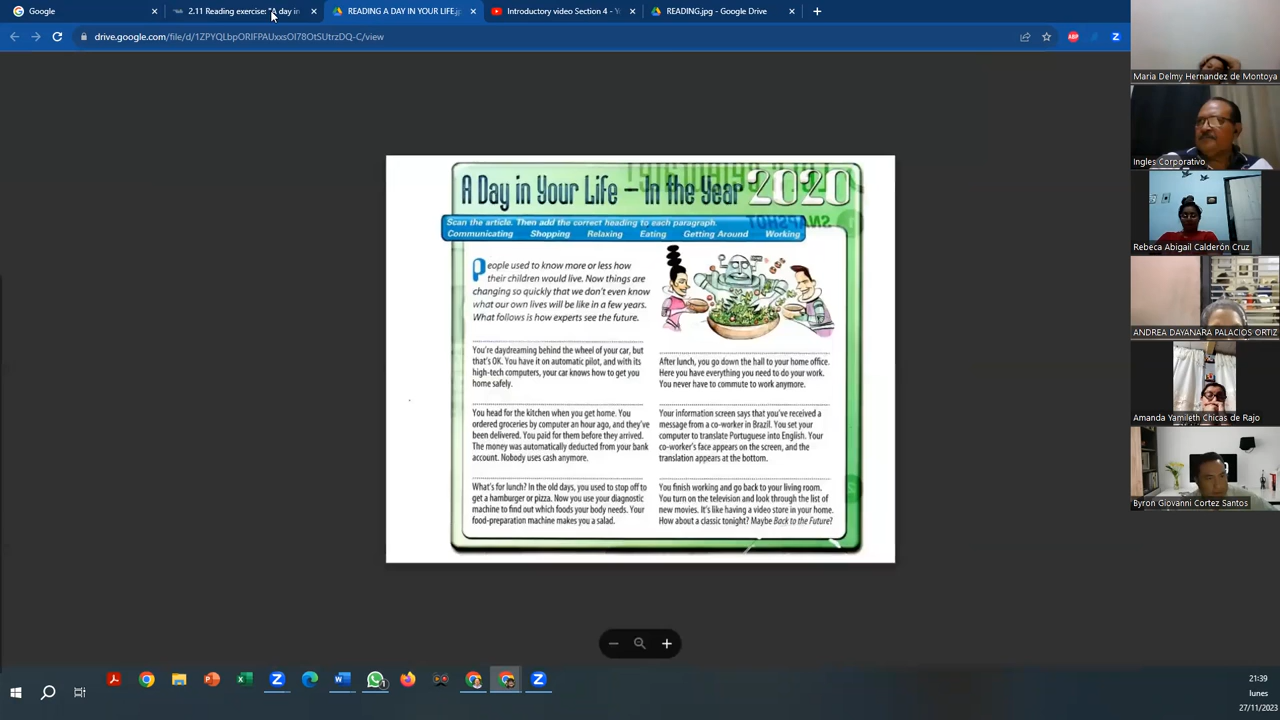 Google
2.11 Reading exercise: "A day in
READING A DAY IN YOUR LIFE.j
Introductory video Section 4 - Y
READING.jpg - Google Drive
A Day in Your Life – In the Year 2020
Scan the article. Then add the correct heading to each paragraph.
Communicating Shopping Relaxing Eating Getting Around Working
SNAPSHOT
People used to know more or less how
their children would live. Now things are
changing so quickly that we don't even know
what our own lives will be like in a few years.
What follows is how experts see the future.
You're daydreaming behind the wheel of your car, but
that's OK. You have it on automatic pilot, and with its
high-tech computers, your car knows how to get you
home safely.
You head for the kitchen when you get home. You
ordered groceries by computer an hour ago, and they've
been delivered. You paid for them before they arrived.
The money was automatically deducted from your bank
account. Nobody uses cash anymore.
What's for lunch? In the old days, you used to stop off to
get a hamburger or pizza. Now you use your diagnostic
machine to find out which foods your body needs. Your
food-preparation machine makes you a salad.
After lunch, you go down the hall to your home office.
Here you have everything you need to do your work.
You never have to commute to work anymore.
Your information screen says that you've received a
message from a co-worker in Brazil. You set your
computer to translate Portuguese into English. Your
co-worker's face appears on the screen, and the
translation appears at the bottom.
You finish working and go back to your living room.
You turn on the television and look through the list of
new movies. It's like having a video store in your home.
How about a classic tonight? Maybe Back to the Future?
Maria Delmy Hernandez de Montoya
Ingles Corporativo
Rebeca Abigail Calderón Cruz
ANDREA DAYANARA PALACIOS ORTIZ
Amanda Yamileth Chicas de Rajo
Byron Giovanni Cortez Santos
21:39
lunes
27/11/2023